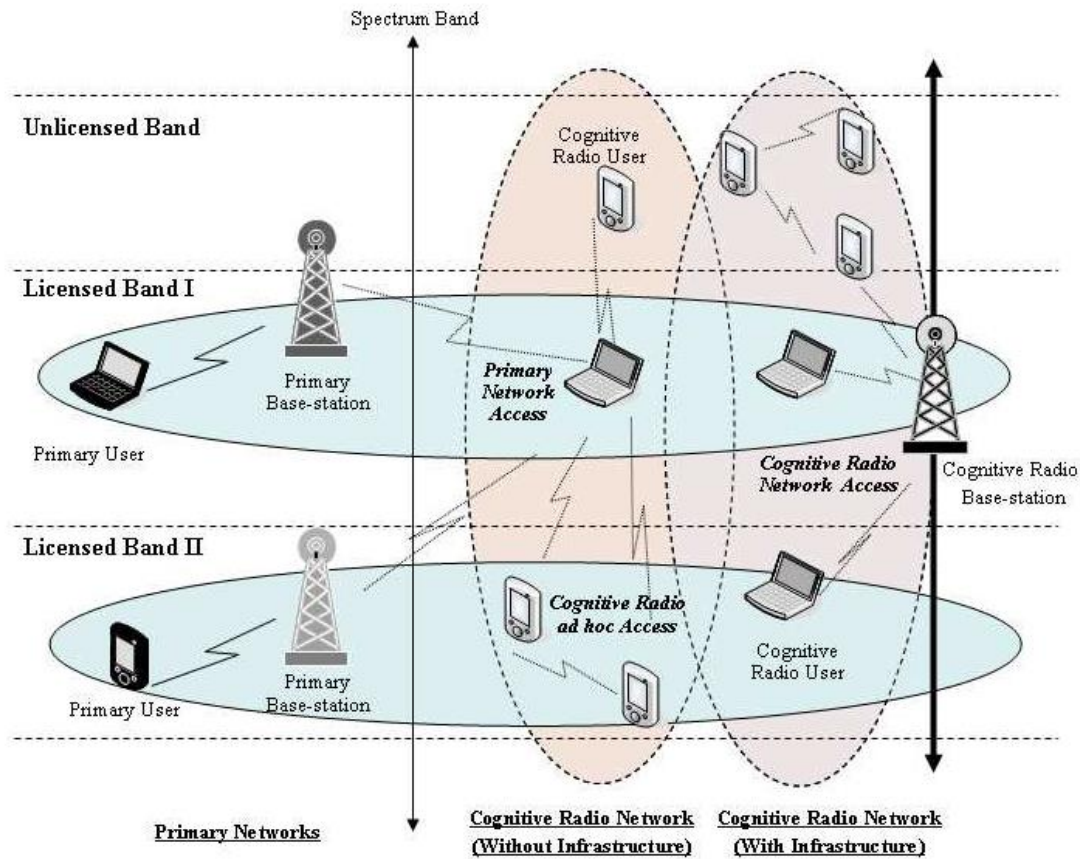 Spectrum Band
Unlicensed Band
Cognitive
Radio User
Licensed Band I
Primary
Base-station
Primary
Network
Access
Primary User
Cognitive Radio
Network Access
Cognitive Radio
Base-station
Licensed Band II
Cognitive Radio
ad hoc Access
Cognitive
Radio User
Primary
Base-station
Primary User
Primary Networks
Cognitive Radio Network
(Without Infrastructure)
Cognitive Radio Network
(With Infrastructure)